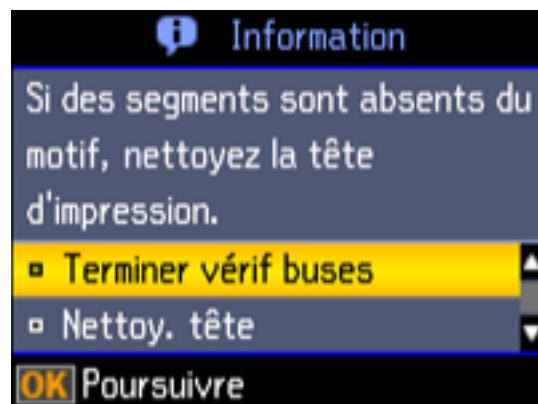 Information
Si des segments sont absents du
motif, nettoyez la tête
d'impression.
Terminer vérif buses
Nettoy. tête
OK Poursuivre